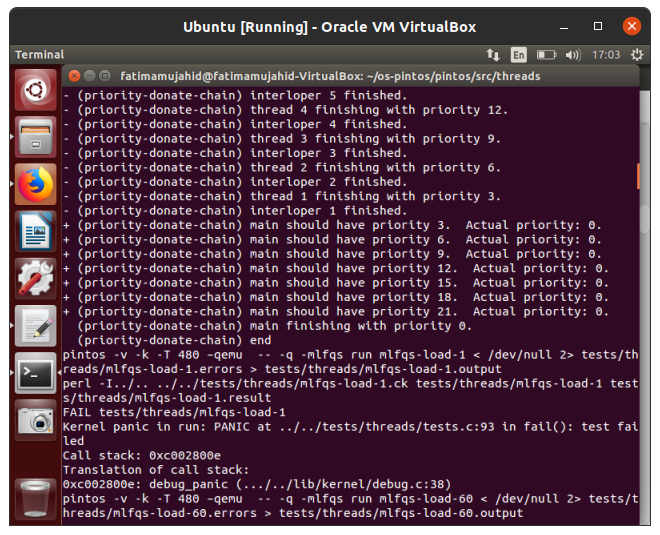 Ubuntu [Running] - Oracle VM VirtualBox
Terminal
En
17:03
fatimamujahid@fatimamujahid-VirtualBox: ~/os-pintos/pintos/src/threads
- (priority-donate-chain) interloper 5 finished.
- (priority-donate-chain) thread 4 finishing with priority 12.
- (priority-donate-chain) interloper 4 finished.
- (priority-donate-chain) thread 3 finishing with priority 9.
- (priority-donate-chain) interloper 3 finished.
- (priority-donate-chain) thread 2 finishing with priority 6.
- (priority-donate-chain) interloper 2 finished.
- (priority-donate-chain) thread 1 finishing with priority 3.
- (priority-donate-chain) interloper 1 finished.
+ (priority-donate-chain) main should have priority 3.  Actual priority: 0.
+ (priority-donate-chain) main should have priority 6.  Actual priority: 0.
+ (priority-donate-chain) main should have priority 9.  Actual priority: 0.
+ (priority-donate-chain) main should have priority 12.  Actual priority: 0.
+ (priority-donate-chain) main should have priority 15.  Actual priority: 0.
+ (priority-donate-chain) main should have priority 18.  Actual priority: 0.
+ (priority-donate-chain) main should have priority 21.  Actual priority: 0.
  (priority-donate-chain) main finishing with priority 0.
  (priority-donate-chain) end
pintos -v -k -T 480 -qemu  -- -q -mlfqs run mlfqs-load-1 < /dev/null 2> tests/th
reads/mlfqs-load-1.errors > tests/threads/mlfqs-load-1.output
perl -I../.. ../../tests/threads/mlfqs-load-1.ck tests/threads/mlfqs-load-1 test
s/threads/mlfqs-load-1.result
FAIL tests/threads/mlfqs-load-1
Kernel panic in run: PANIC at ../../tests/threads/tests.c:93 in fail(): test fai
led
Call stack: 0xc002800e
Translation of call stack:
0xc002800e: debug_panic (.../../lib/kernel/debug.c:38)
pintos -v -k -T 480 -qemu  -- -q -mlfqs run mlfqs-load-60 < /dev/null 2> tests/t
hreads/mlfqs-load-60.errors > tests/threads/mlfqs-load-60.output